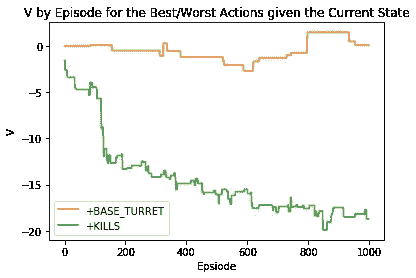 V by Episode for the Best/Worst Actions given the Current State
V
0
−5
−10
−15
−20
+BASE_TURRET
+KILLS
0
200
400
600
800
1000
Epsiode